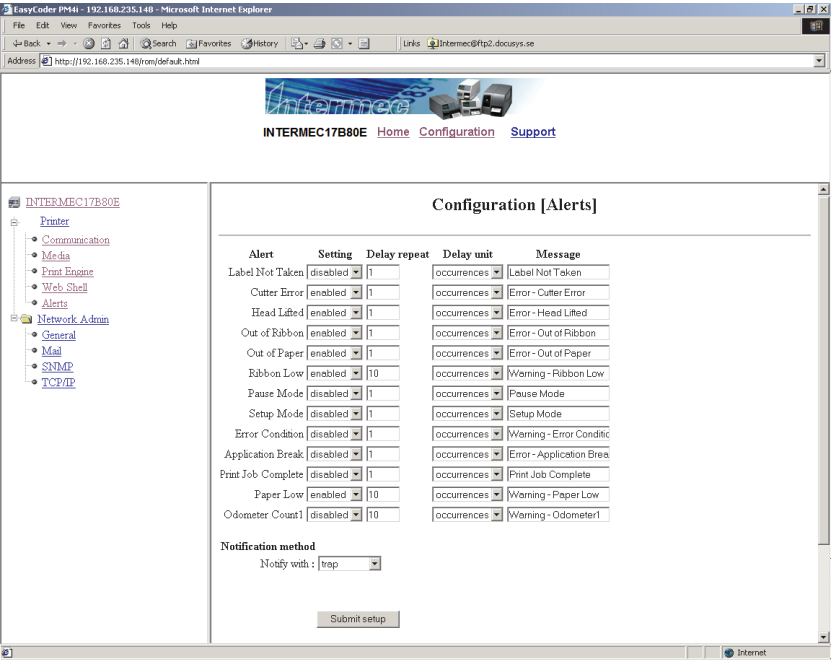 EasyCoder PM4i - 192.168.235.148 - Microsoft Internet Explorer
File Edit View Favorites Tools Help
Back Search Favorites History Links Intermec@ftp2.docusys.se
Address http://192.168.235.148/rom/default.html
Intermec
INTERMEC17B80E Home Configuration Support
INTERMEC17B80E
Printer
Communication
Media
Print Engine
Web Shell
Alerts
Network Admin
General
Mail
SNMP
TCP/IP
Configuration [Alerts]
Alert Setting Delay repeat Delay unit Message
Label Not Taken disabled 1 occurrences Label Not Taken
Cutter Error enabled 1 occurrences Error - Cutter Error
Head Lifted enabled 1 occurrences Error - Head Lifted
Out of Ribbon enabled 1 occurrences Error - Out of Ribbon
Out of Paper enabled 1 occurrences Error - Out of Paper
Ribbon Low enabled 10 occurrences Warning - Ribbon Low
Pause Mode disabled 1 occurrences Pause Mode
Setup Mode disabled 1 occurrences Setup Mode
Error Condition disabled 1 occurrences Warning - Error Conditic
Application Break disabled 1 occurrences Error - Application Brea
Print Job Complete disabled 1 occurrences Print Job Complete
Paper Low enabled 10 occurrences Warning - Paper Low
Odometer Count1 disabled 10 occurrences Warning - Odometer1
Notification method
Notify with : trap
Submit setup
Internet